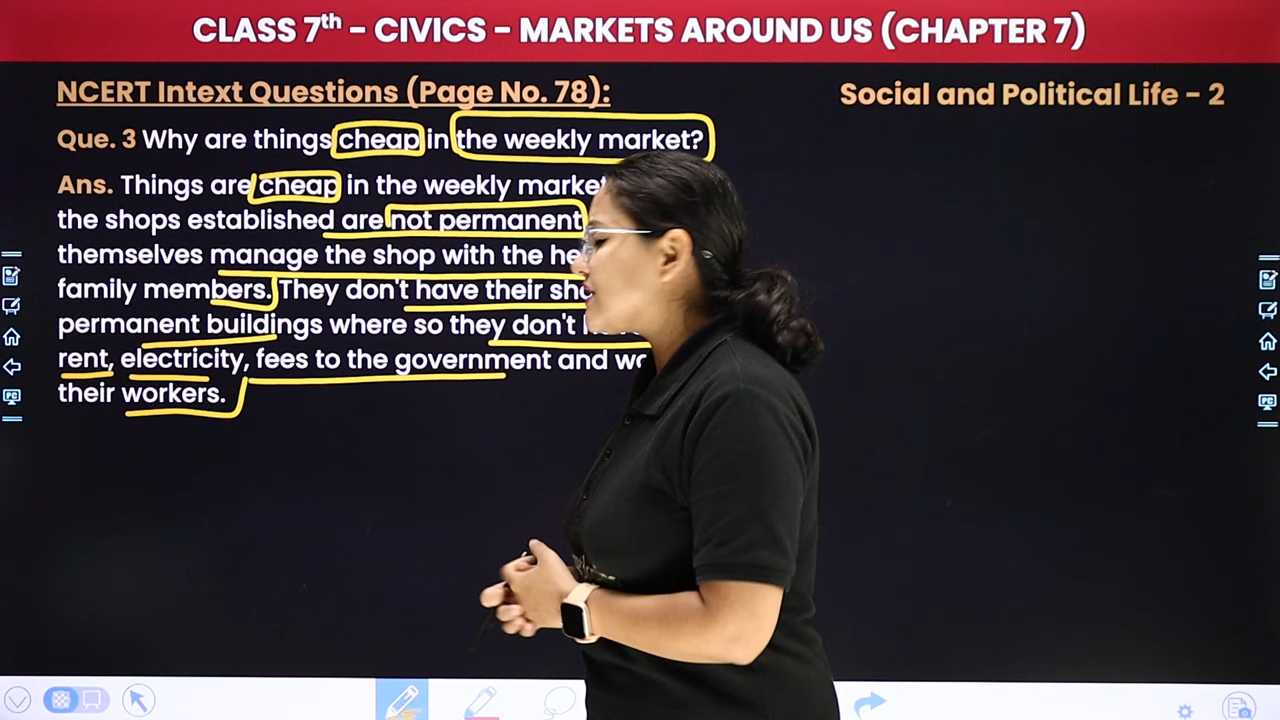 CLASS 7th - CIVICS - MARKETS AROUND US (CHAPTER 7)
NCERT Intext Questions (Page No. 78):
Social and Political Life - 2
Que. 3 Why are things cheap in the weekly market?
Ans. Things are cheap in the weekly market
the shops established are not permanent
themselves manage the shop with the
family members. They don't have their
permanent buildings where so they don't
rent, electricity, fees to the government and
their workers.
PC
PC